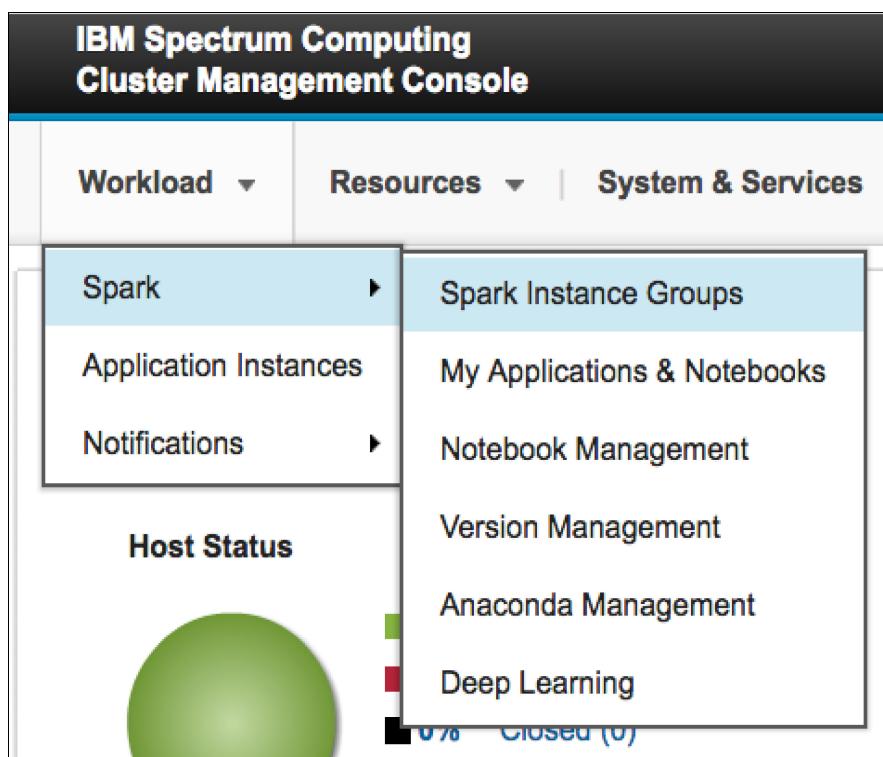 IBM Spectrum Computing
Cluster Management Console
Workload
Resources
System & Services
Spark
Application Instances
Notifications
Spark Instance Groups
My Applications & Notebooks
Notebook Management
Version Management
Anaconda Management
Deep Learning
Host Status
0% Closed (0)